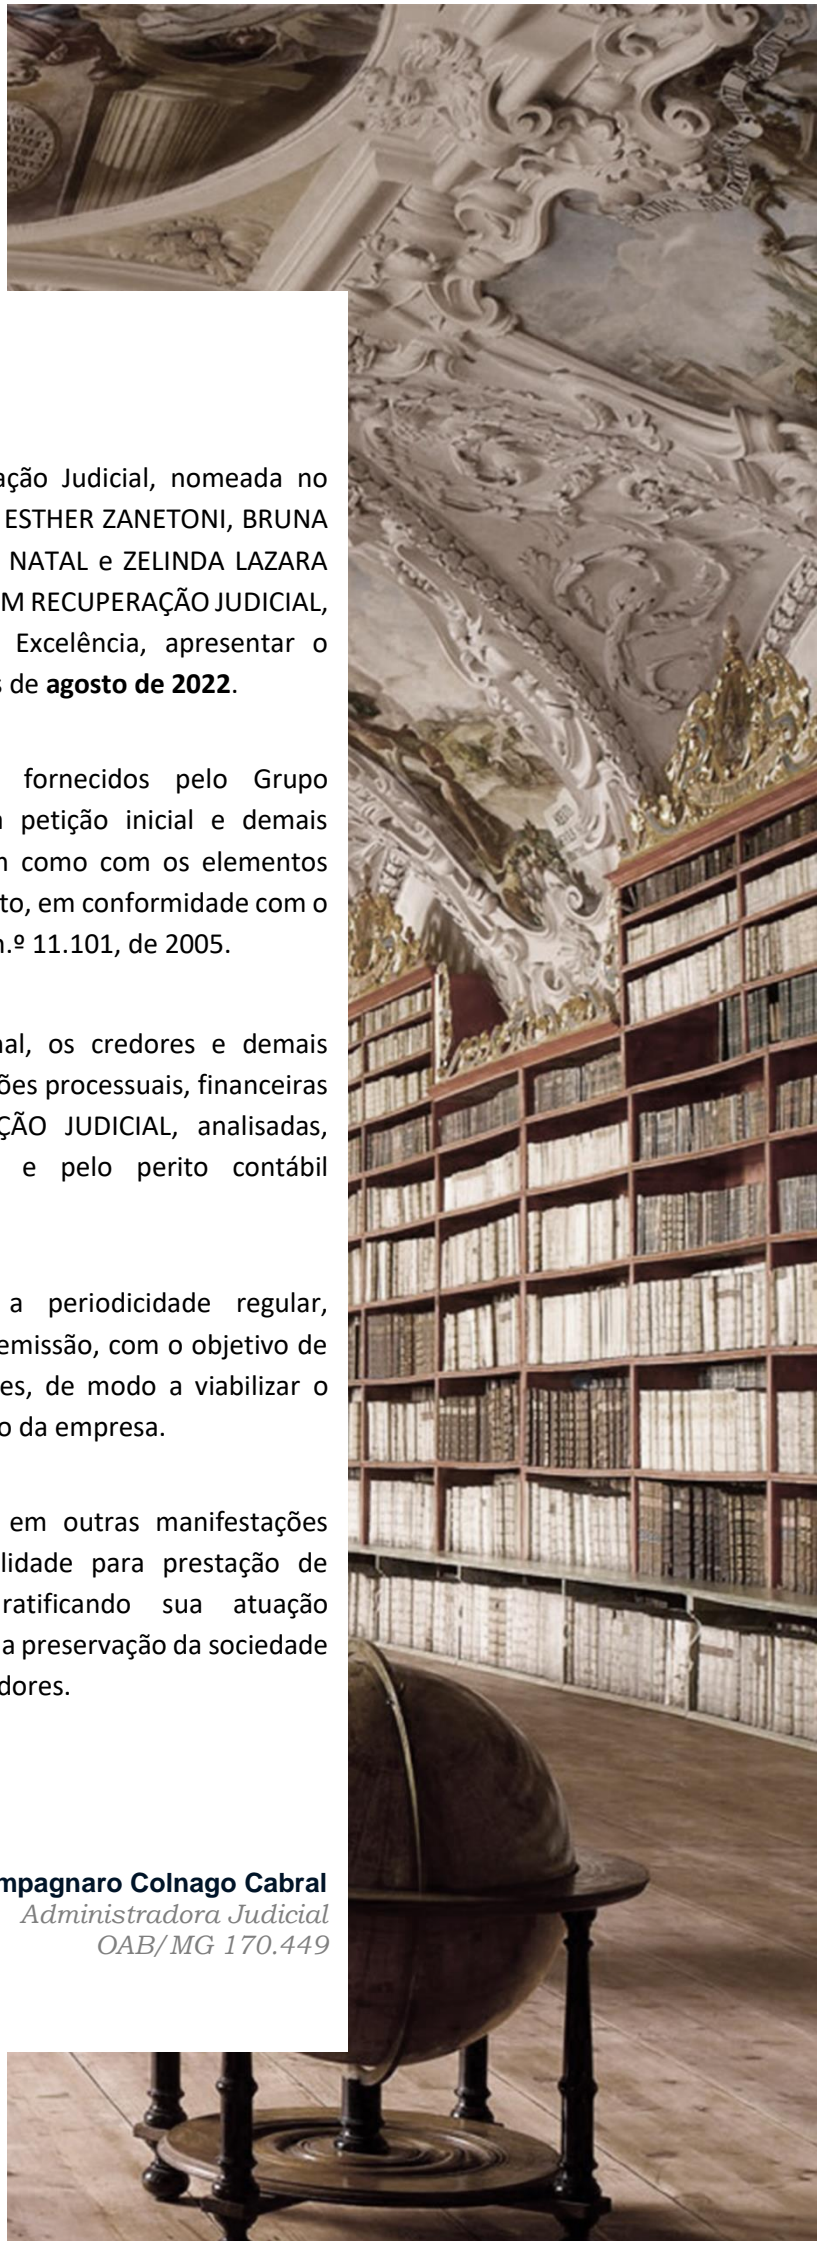 ação Judicial, nomeada no
ESTHER ZANETONI, BRUNA
NATAL e ZELINDA LAZARA
M RECUPERAÇÃO JUDICIAL,
Excelência, apresentar o
s de agosto de 2022.
fornecidos pelo Grupo
petição inicial e demais
como com os elementos
to, em conformidade com o
n.º 11.101, de 2005.
nal, os credores e demais
ões processuais, financeiras
ÇÃO JUDICIAL, analisadas,
e pelo perito contábil
a periodicidade regular,
emissão, com o objetivo de
es, de modo a viabilizar o
o da empresa.
em outras manifestações
lidade para prestação de
ratificando sua atuação
a preservação da sociedade
dores.
mpagnaro Colnago Cabral
Administradora Judicial
OAB/MG 170.449